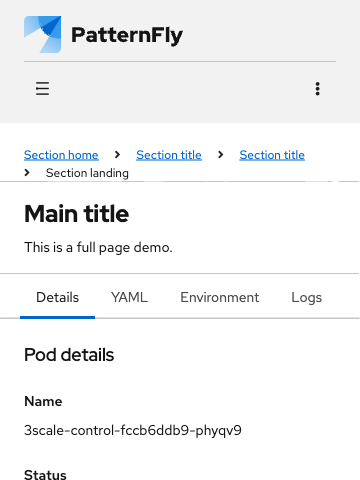 PatternFly
Section home > Section title > Section title
> Section landing
Main title
This is a full page demo.
Details YAML Environment Logs
Pod details
Name
3scale-control-fccb6ddb9-phyqv9
Status